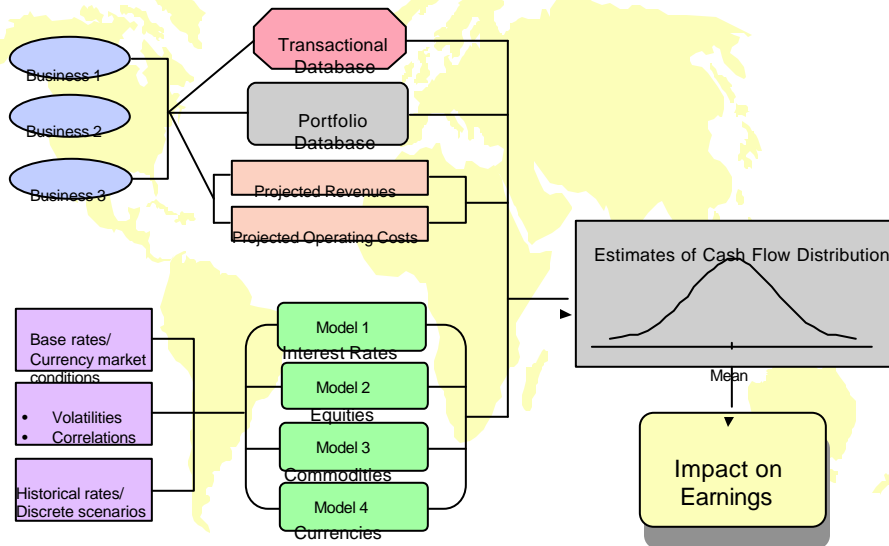 Transactional
Database
Business 1
Business 2
Business 3
Portfolio
Database
Projected Revenues
Projected Operating Costs
Estimates of Cash Flow Distribution
Mean
Base rates/
Currency market
conditions
• Volatilities
• Correlations
Historical rates/
Discrete scenarios
Model 1
Interest Rates
Model 2
Equities
Model 3
Commodities
Model 4
Currencies
Impact on
Earnings